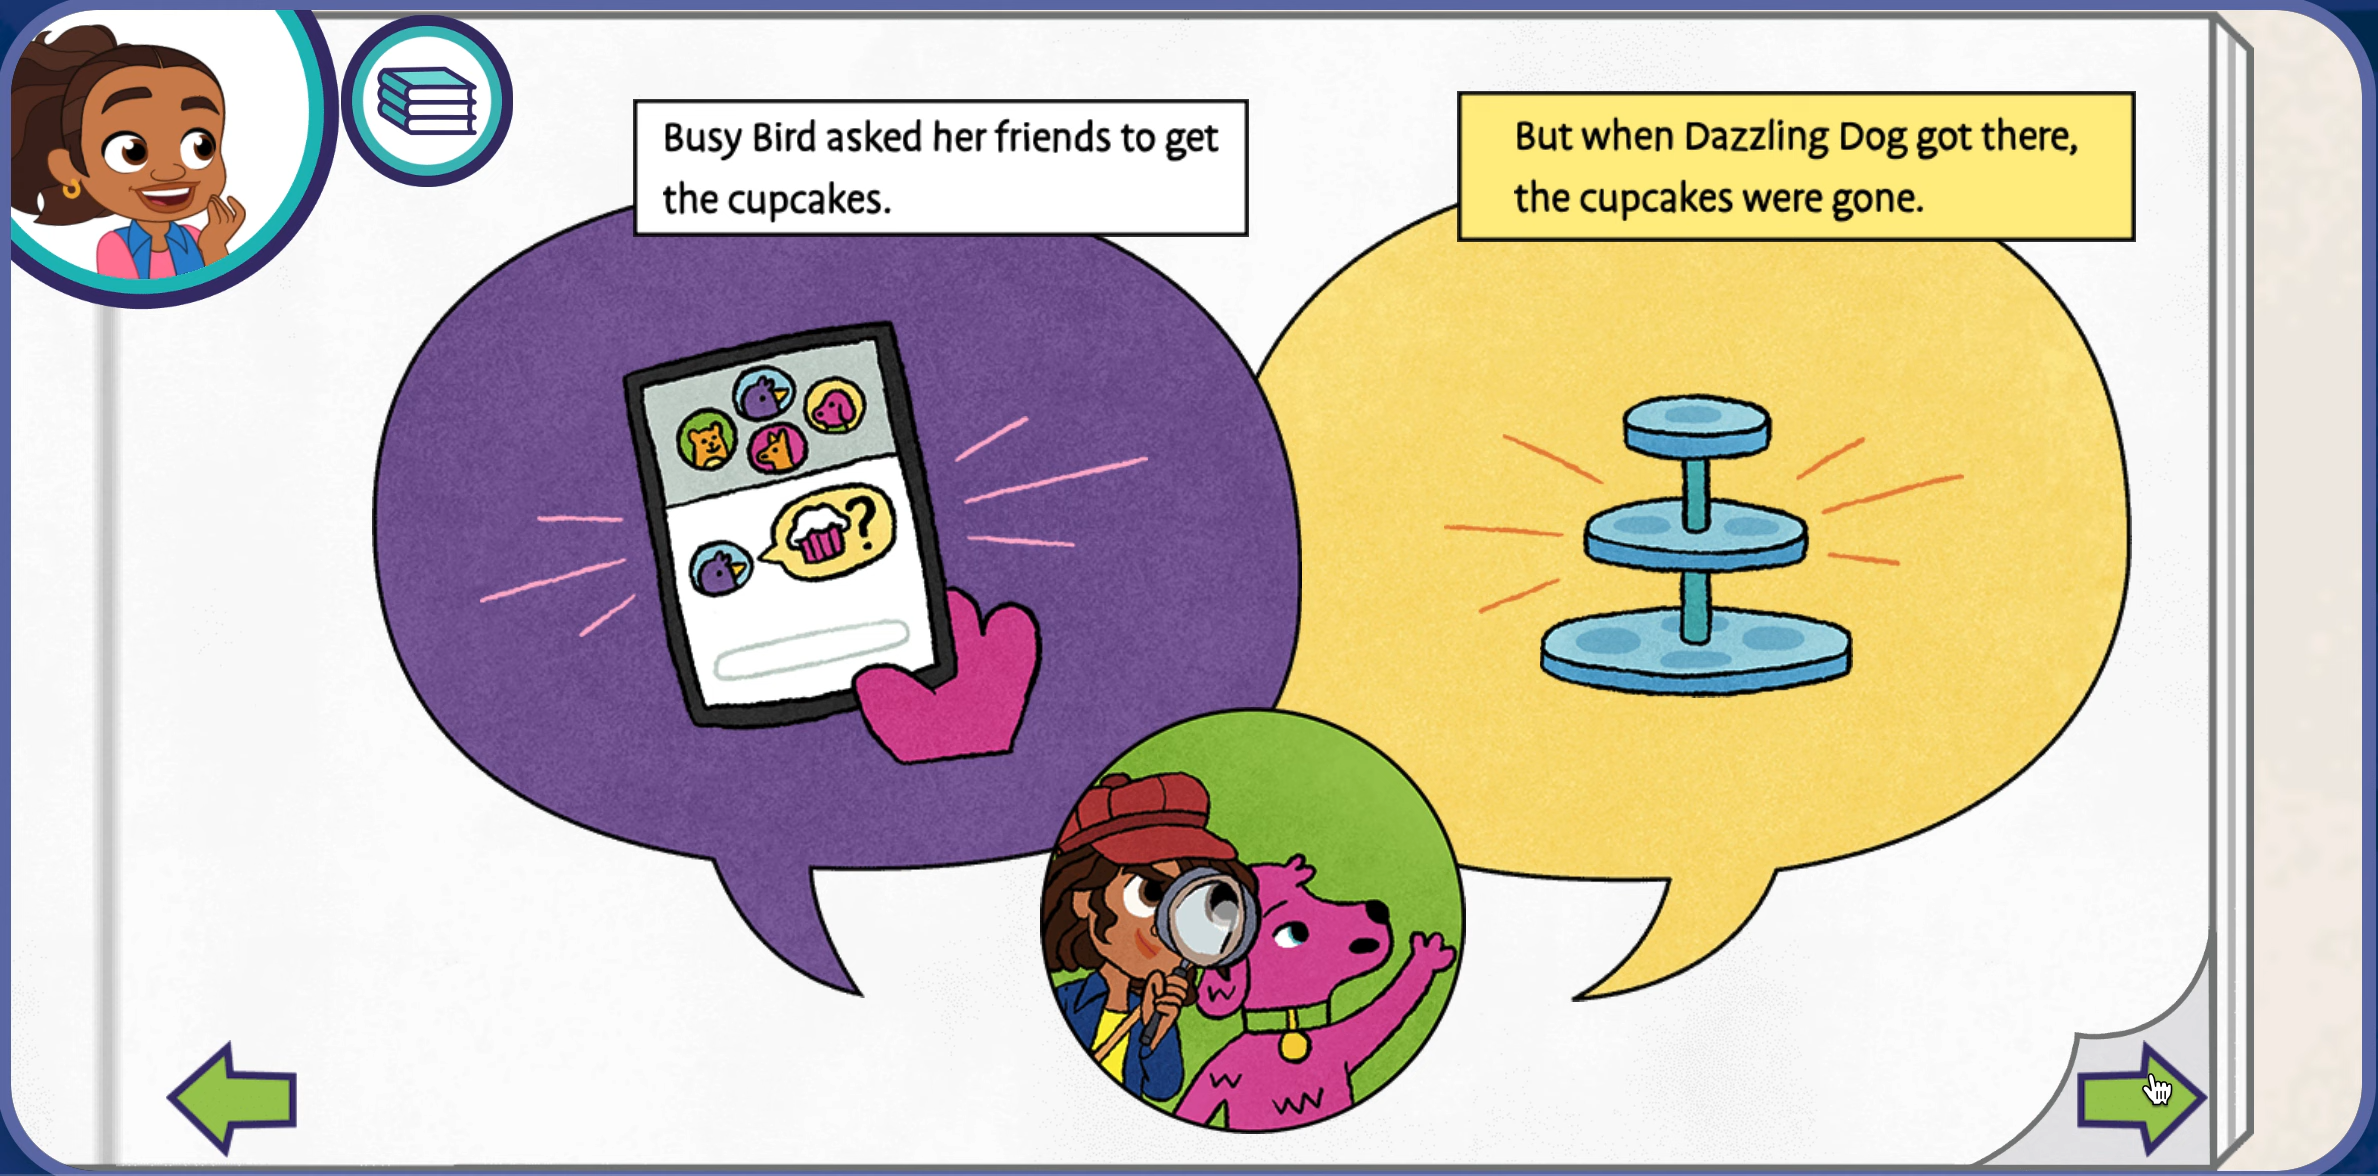 Busy Bird asked her friends to get
the cupcakes.
But when Dazzling Dog got there,
the cupcakes were gone.
?